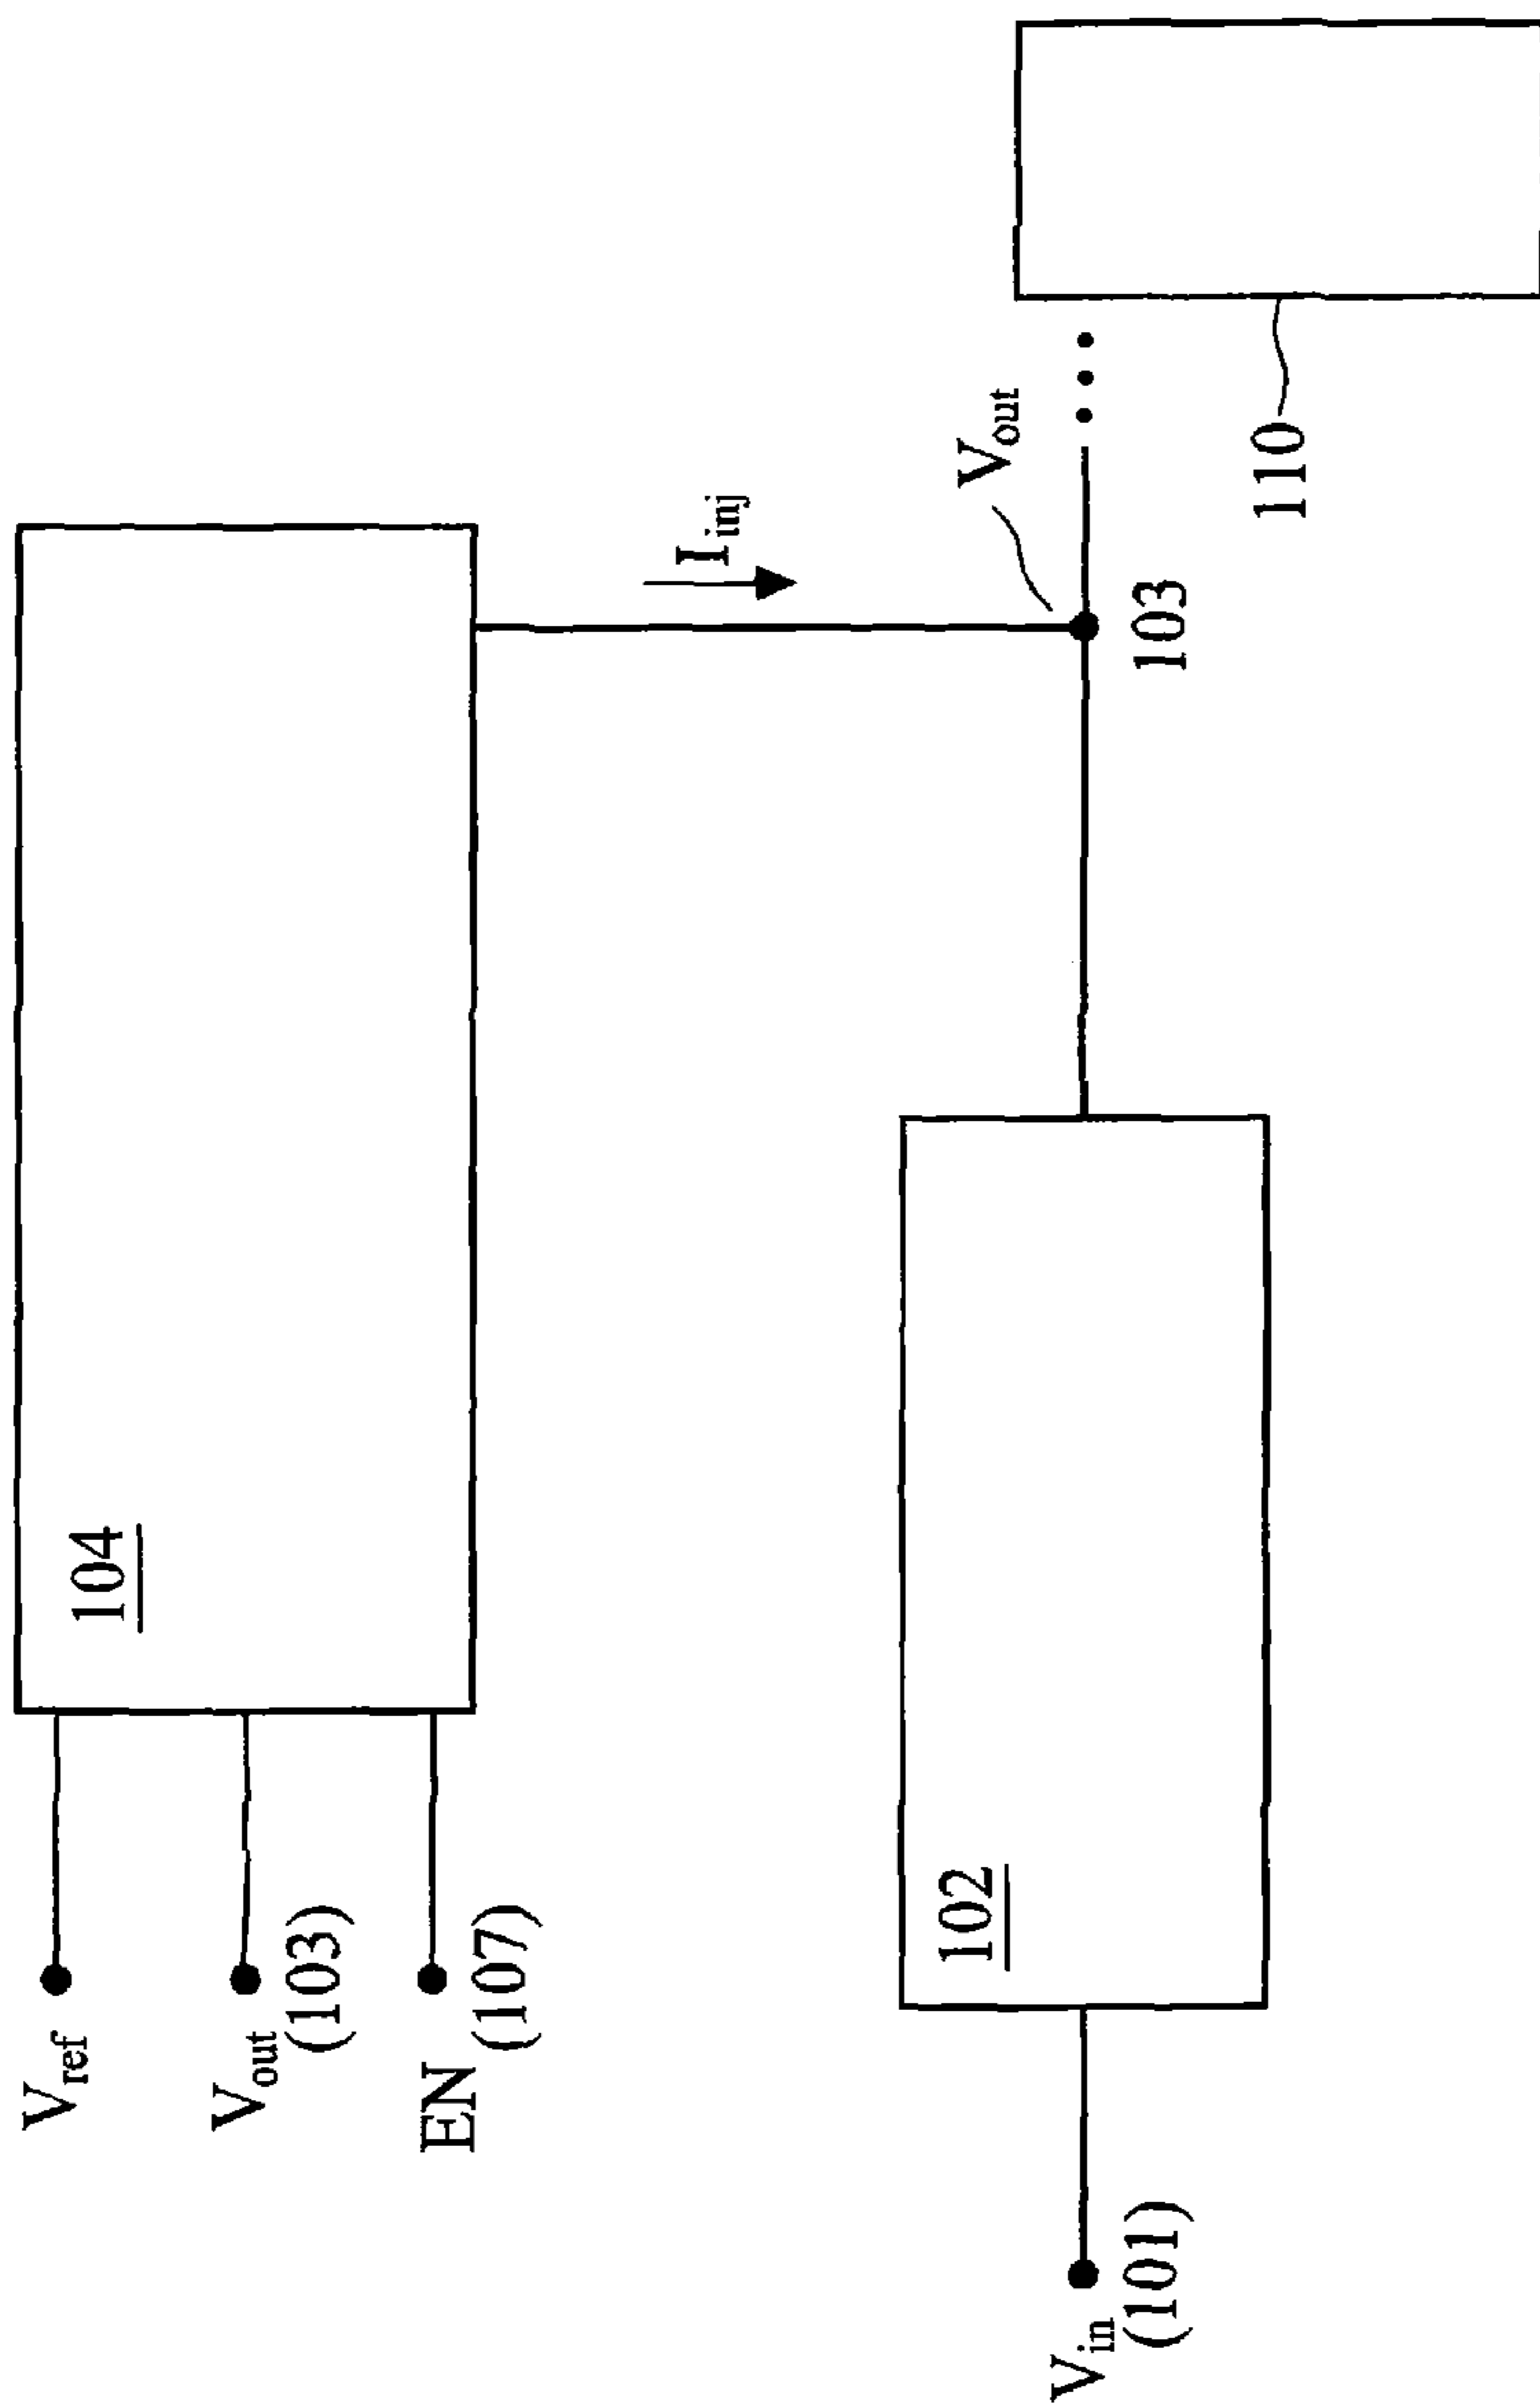 V_ref
V_out
(103)
EN
(107)
104
I_inj
V_in
(101)
102
V_out
103
110